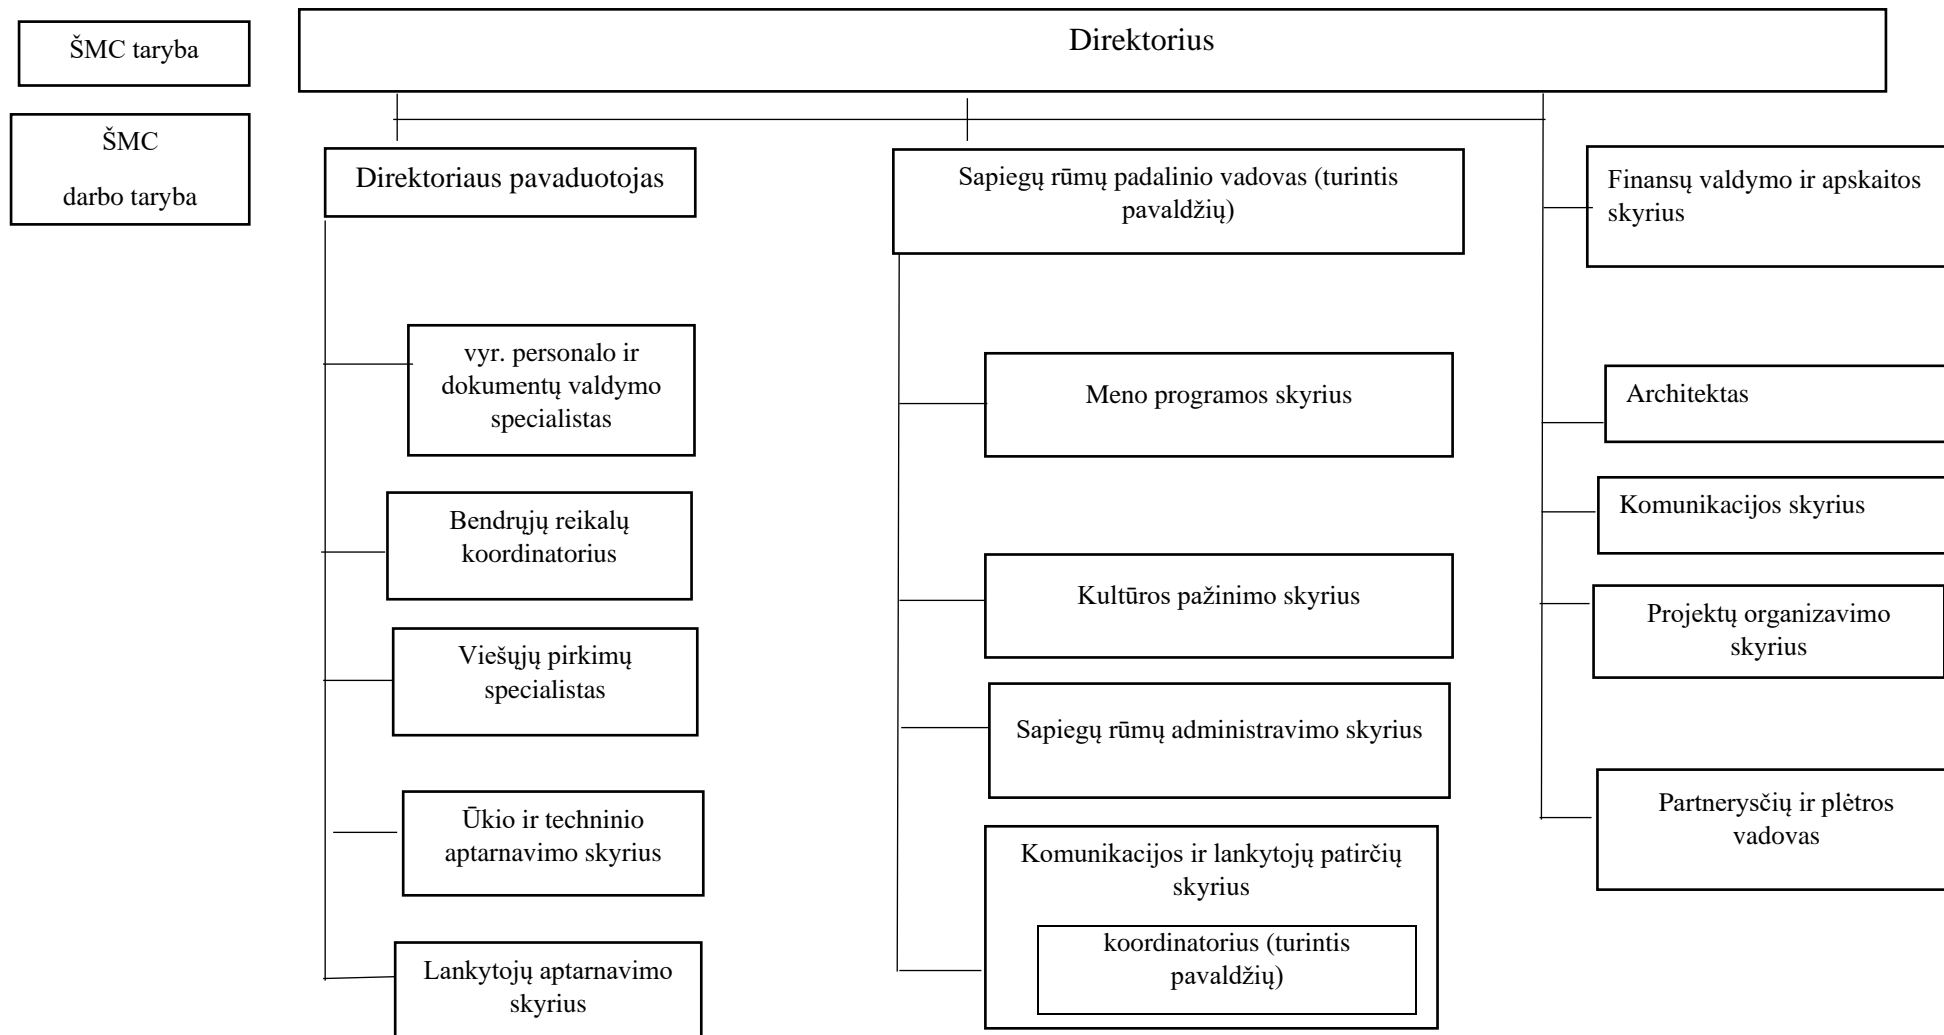 ŠMC taryba
Direktorius
ŠMC
darbo taryba
Direktoriaus pavaduotojas
vyr. personalo ir
dokumentų valdymo
specialistas
Bendrųjų reikalų
koordinatorius
Viešųjų pirkimų
specialistas
Ūkio ir techninio
aptarnavimo skyrius
Lankytojų aptarnavimo
skyrius
Sapiegų rūmų padalinio vadovas (turintis
pavaldžių)
Meno programos skyrius
Kultūros pažinimo skyrius
Sapiegų rūmų administravimo skyrius
Komunikacijos ir lankytojų patirčių
skyrius
koordinatorius (turintis
pavaldžių)
Finansų valdymo ir apskaitos
skyrius
Architektas
Komunikacijos skyrius
Projektų organizavimo
skyrius
Partnerysčių ir plėtros
vadovas